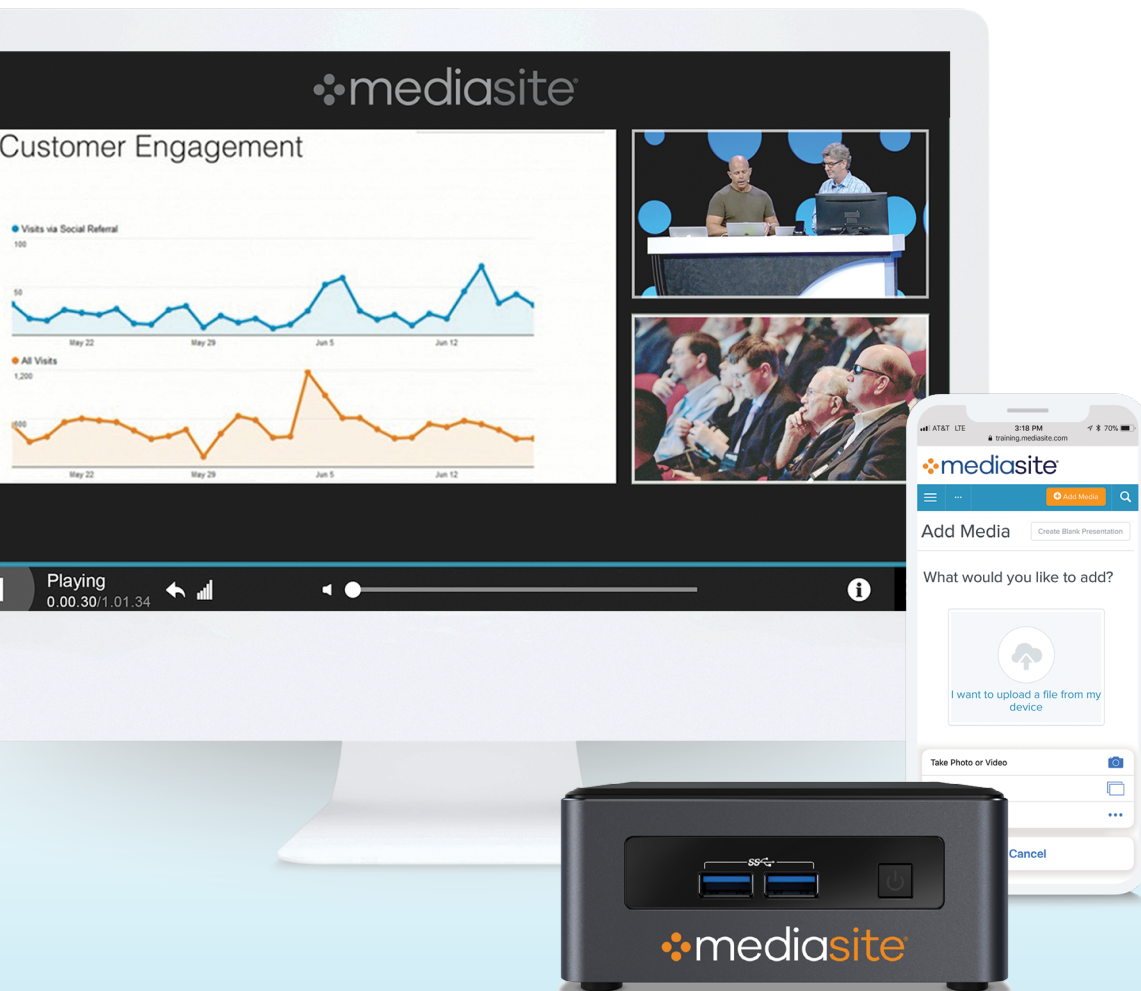 mediasite
Customer Engagement
Visits via Social Referral
100
50
May 22
May 29
Jun 5
Jun 12
All Visits
1,200
600
May 22
May 29
Jun 5
Jun 12
Playing
0.00.30/1.01.34
AT&T LTE
3:18 PM
70%
training.mediasite.com
mediasite
Add Media
Add Media
Create Blank Presentation
What would you like to add?
I want to upload a file from my
device
Take Photo or Video
Cancel
SS
mediasite